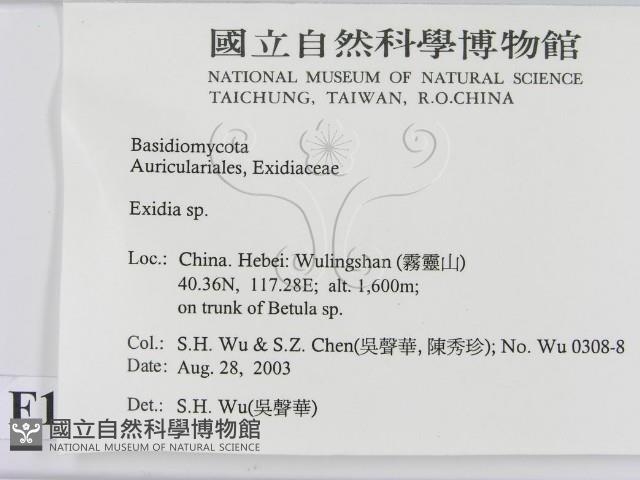 國立自然科學博物館
NATIONAL MUSEUM OF NATURAL SCIENCE
TAICHUNG, TAIWAN, R.O.CHINA
Basidiomycota
Auriculariales, Exidiaceae
Exidia sp.
Loc.: China. Hebei: Wulingshan (霧靈山)
40.36N, 117.28E; alt. 1,600m;
on trunk of Betula sp.
Col.: S.H. Wu & S.Z. Chen(吳聲華, 陳秀珍); No. Wu 0308-8
Date: Aug. 28, 2003
Det.: S.H. Wu(吳聲華)
F1
國立自然科學博物館
NATIONAL MUSEUM OF NATURAL SCIENCE